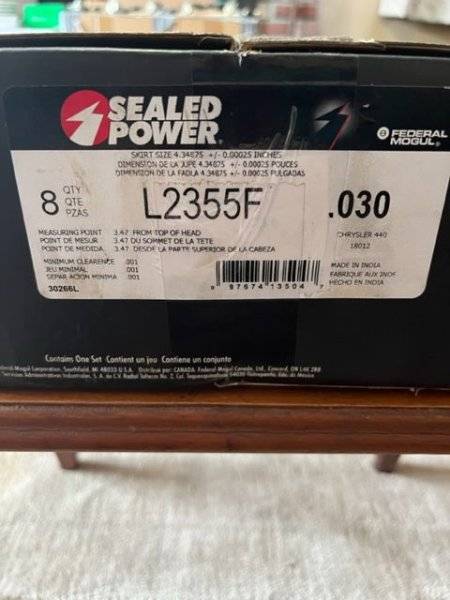 SEALED
POWER
FEDERAL
MOGUL
SKIRT SIZE 4.34875 +/- 0.00025 INCHES
DIMENSION DE LA JUPE 4.34875 +/- 0.00025 POUCES
DIMENSION DE LA FADLA 4.34875 +/- 0.00025 PULGADAS
8 QTY
QTE
PZAS
L2355F
.030
MEASURING POINT 3.47 FROM TOP OF HEAD
POINT DE MESUR 3.47 DU SOMMET DE LA TETE
POINT DE MEDIDA 3.47 DESDE LA PARTE SUPERIOR DE LA CABEZA
CHRYSLER 440
18012
MINIMUM CLEARENCE .001
JEU MINIMAL .001
SEPAR ACION MINIMA .001
30266L
MADE IN INDIA
FABRIQUE AUX INDE
HECHO EN INDIA
Contains One Set Contient un jeu Contiene un conjunto